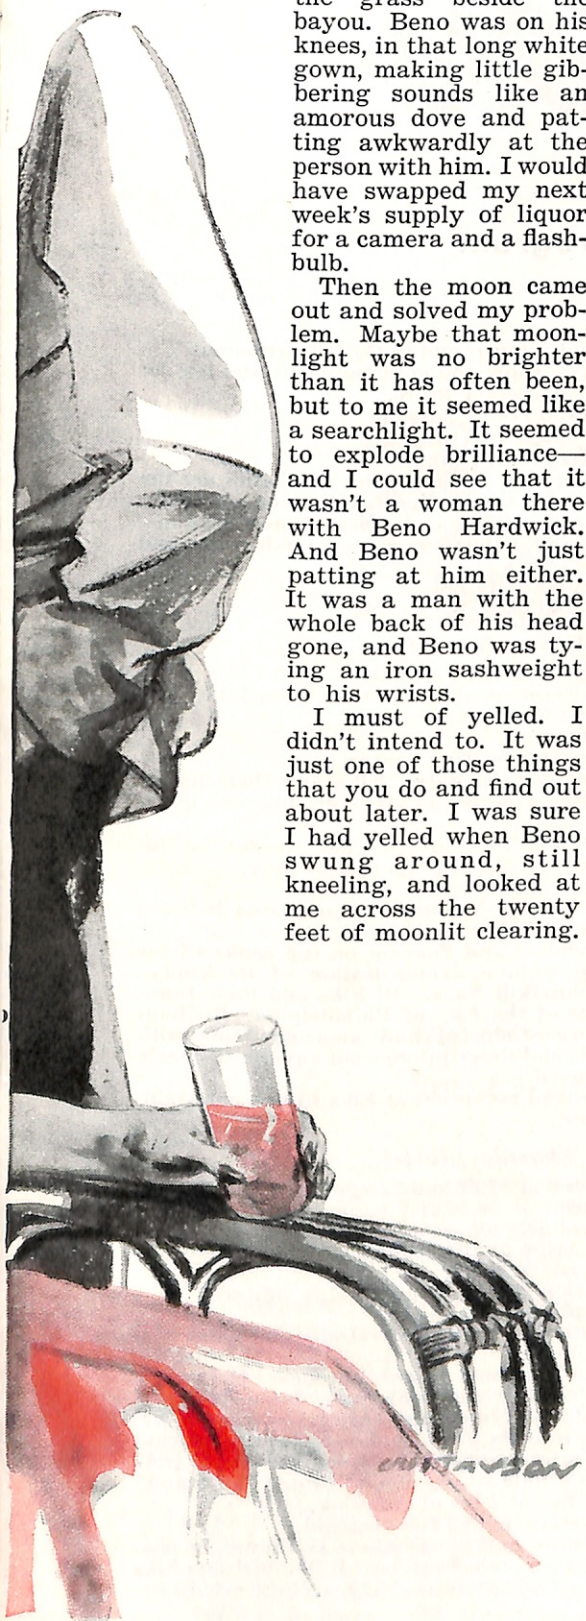 the grass beside the
bayou. Beno was on his
knees, in that long white
gown, making little gib-
bering sounds like an
amorous dove and pat-
ting awkwardly at the
person with him. I would
have swapped my next
week's supply of liquor
for a camera and a flash-
bulb.
Then the moon came
out and solved my prob-
lem. Maybe that moon-
light was no brighter
than it has often been,
but to me it seemed like
a searchlight. It seemed
to explode brilliance—
and I could see that it
wasn't a woman there
with Beno Hardwick.
And Beno wasn't just
patting at him either.
It was a man with the
whole back of his head
gone, and Beno was ty-
ing an iron sashweight
to his wrists.
I must of yelled. I
didn't intend to. It was
just one of those things
that you do and find out
about later. I was sure
I had yelled when Beno
swung around, still
kneeling, and looked at
me across the twenty
feet of moonlit clearing.